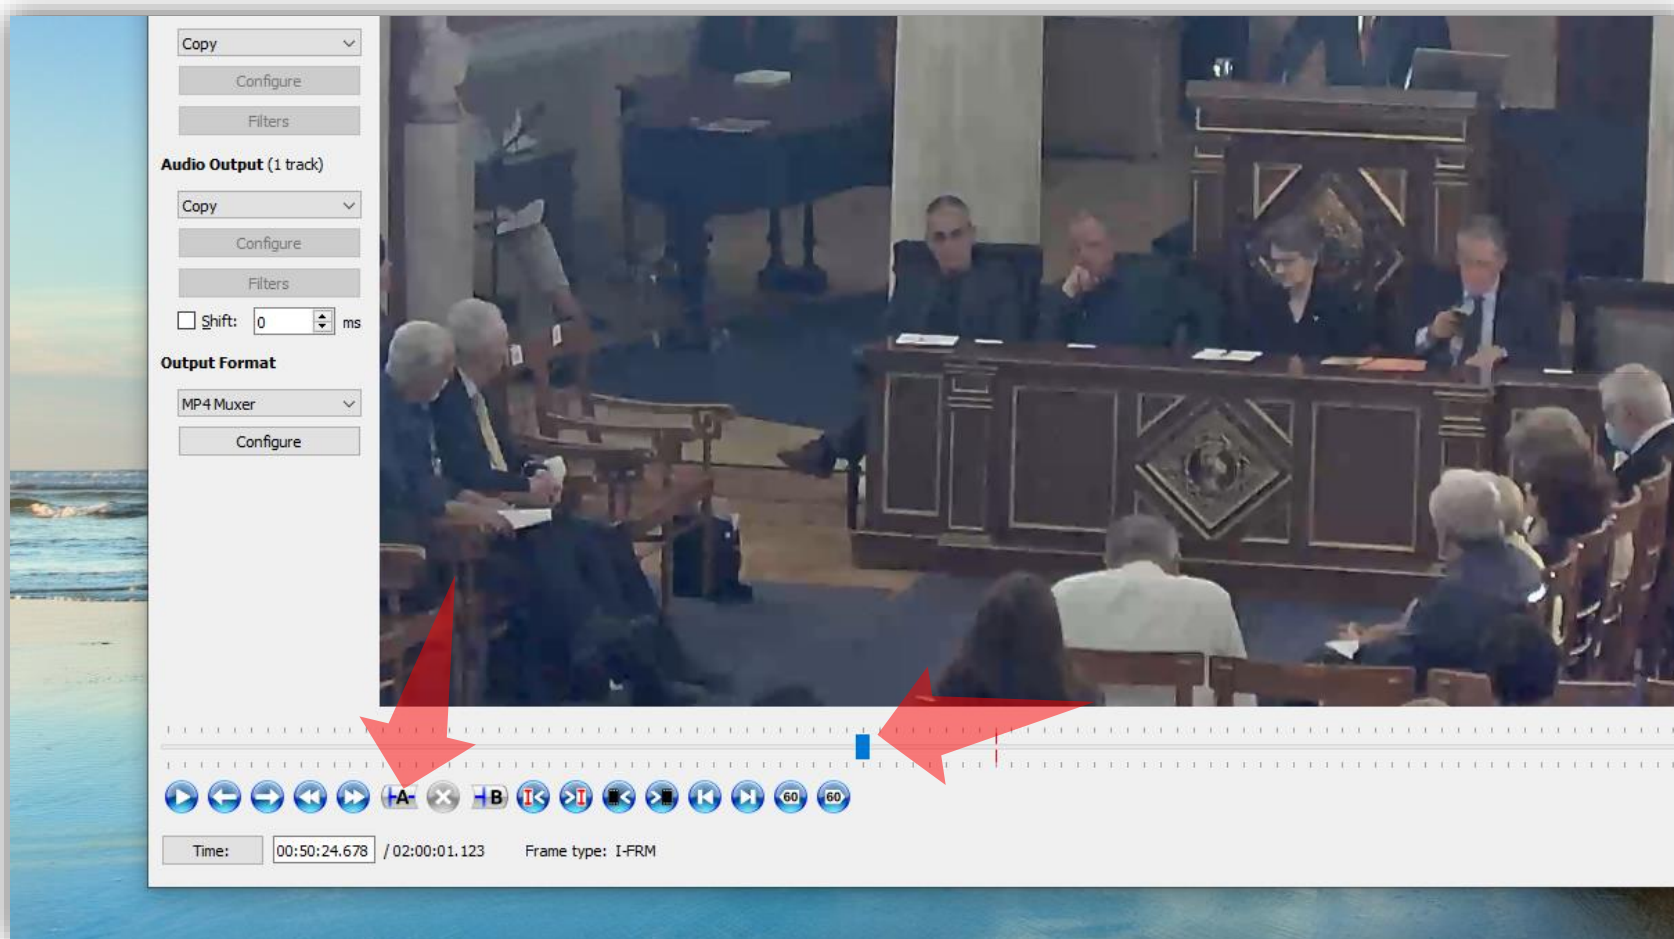 Copy
Configure
Filters
Audio Output (1 track)
Copy
Configure
Filters
Shift: 0 ms
Output Format
MP4 Muxer
Configure
A B 60 60
Time: 00:50:24.678 / 02:00:01.123 Frame type: I-FRM